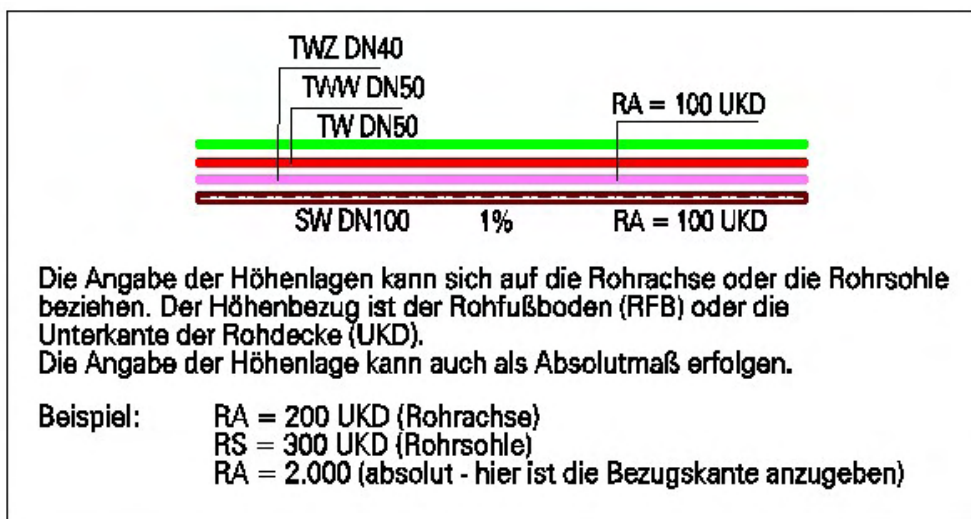 TWZ DN40
TWW DN50
TW DN50
RA = 100 UKD
SW DN100 1% RA = 100 UKD
Die Angabe der Höhenlagen kann sich auf die Rohrachse oder die Rohrsohle
beziehen. Der Höhenbezug ist der Rohfußboden (RFB) oder die
Unterkante der Rohdecke (UKD).
Die Angabe der Höhenlage kann auch als Absolutmaß erfolgen.
Beispiel: RA = 200 UKD (Rohrachse)
RS = 300 UKD (Rohrsohle)
RA = 2.000 (absolut - hier ist die Bezugskante anzugeben)